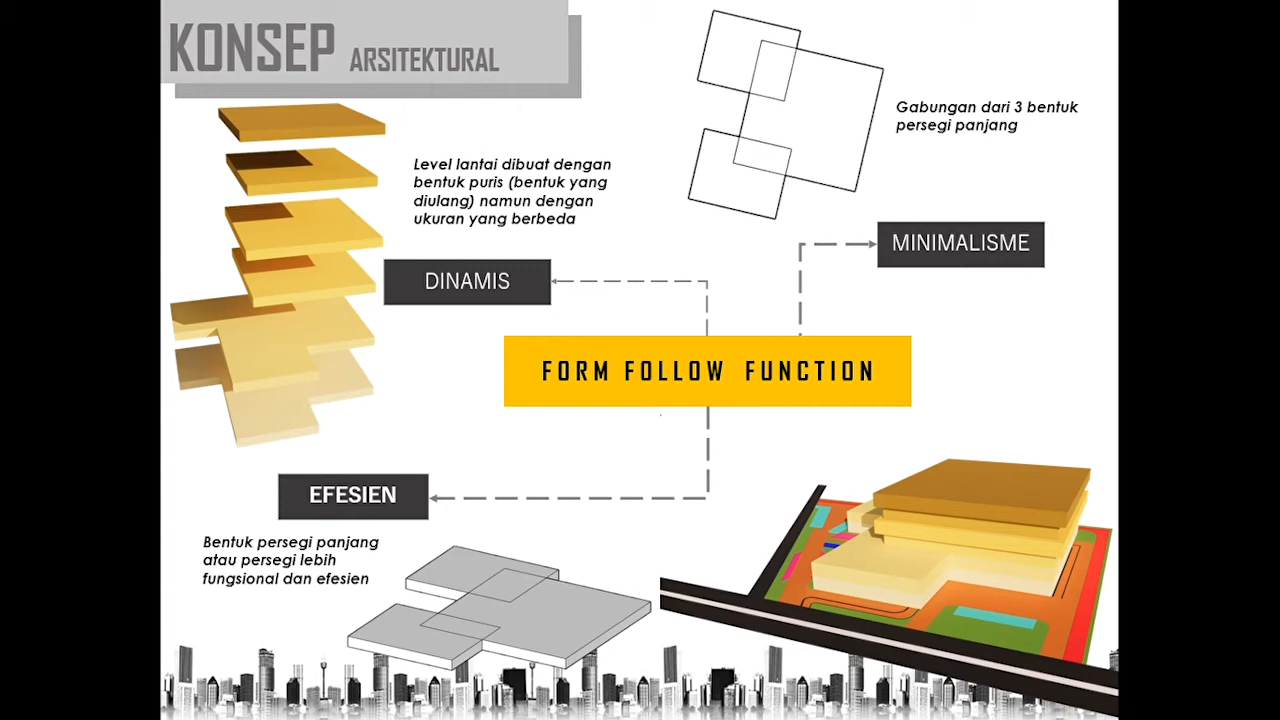 KONSEP ARSITEKTURAL
Gabungan dari 3 bentuk
persegi panjang
Level lantai dibuat dengan
bentuk puris (bentuk yang
diulang) namun dengan
ukuran yang berbeda
MINIMALISME
DINAMIS
FORM FOLLOW FUNCTION
EFESIEN
Bentuk persegi panjang
atau persegi lebih
fungsional dan efesien